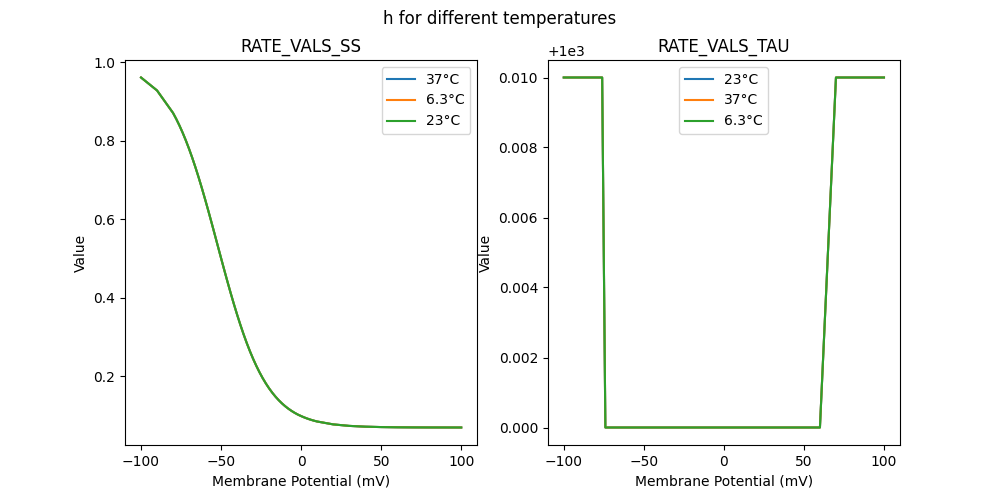 h for different temperatures
RATE_VALS_SS
1.0
0.8
0.6
0.4
0.2
Value
−100
−50
0
50
100
Membrane Potential (mV)
37°C
6.3°C
23°C
RATE_VALS_TAU
+1e3
0.010
0.008
0.006
0.004
0.002
0.000
Value
−100
−50
0
50
100
Membrane Potential (mV)
23°C
37°C
6.3°C